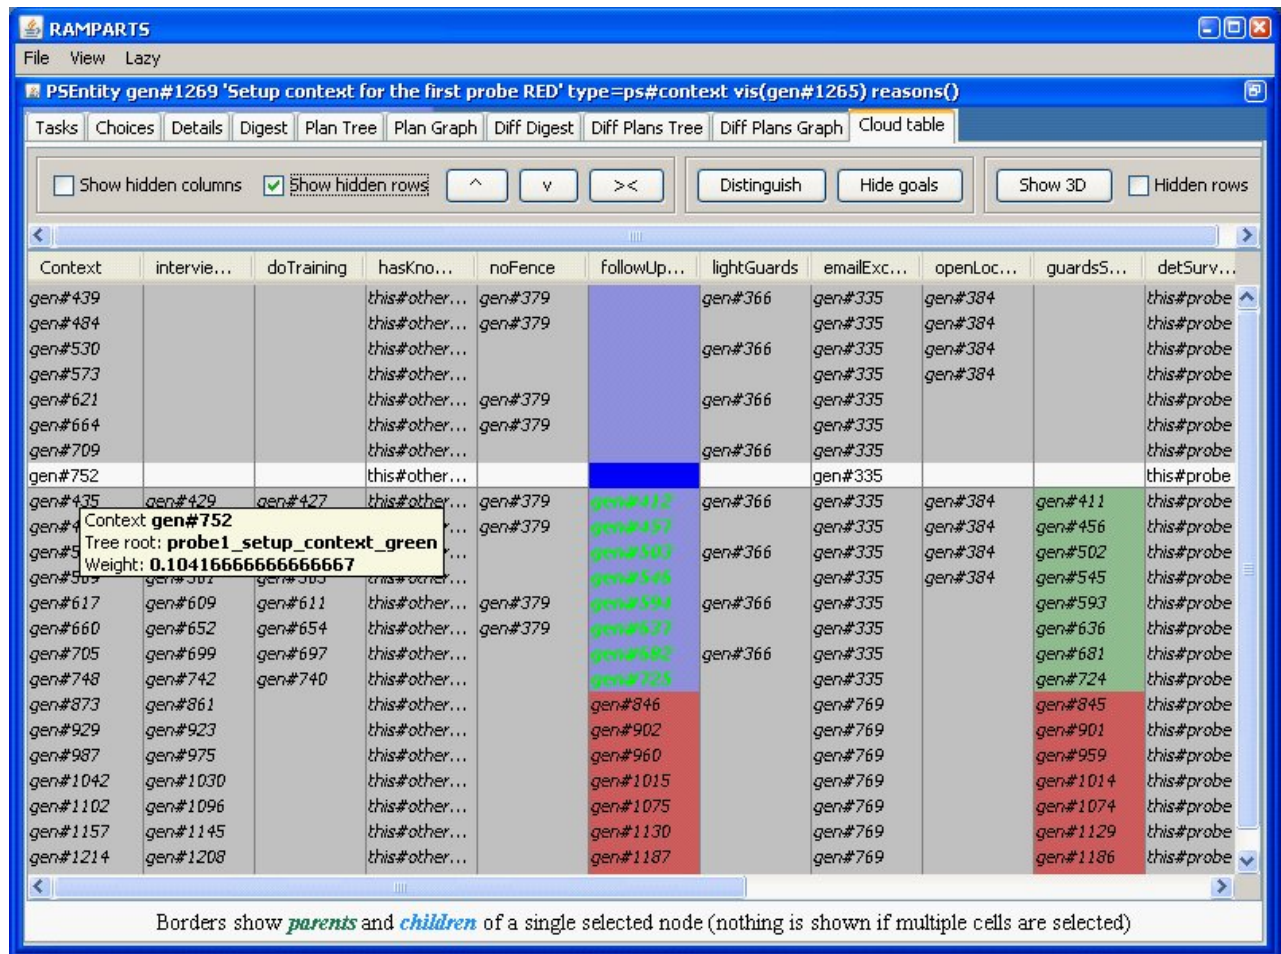 RAMPARTS
File View Lazy
PSEntity gen#1269 'Setup context for the first probe RED' type=ps#context vis(gen#1265) reasons()
Tasks Choices Details Digest Plan Tree Plan Graph Diff Digest Diff Plans Tree Diff Plans Graph Cloud table
Show hidden columns Show hidden rows ^ v >< Distinguish Hide goals Show 3D Hidden rows
Context intervie... doTraining hasKno... noFence followUp... lightGuards emailExc... openLoc... guardsS... detSurv...
gen#439 this#other... gen#379 gen#366 gen#335 gen#384 this#probe
gen#484 this#other... gen#379 gen#335 gen#384 this#probe
gen#530 this#other... gen#366 gen#335 gen#384 this#probe
gen#573 this#other... gen#335 gen#384 this#probe
gen#621 this#other... gen#379 gen#366 gen#335 this#probe
gen#664 this#other... gen#379 gen#335 this#probe
gen#709 this#other... gen#366 gen#335 this#probe
gen#752 this#other... gen#335 this#probe
gen#435 gen#429 gen#427 this#other... gen#379 gen#412 gen#366 gen#335 gen#384 gen#411 this#probe
Context gen#752
gen#379 gen#457 gen#335 gen#384 gen#456 this#probe
Tree root: probe1_setup_context_green
gen#503 gen#366 gen#335 gen#384 gen#502 this#probe
Weight: 0.10416666666666667
this#other... gen#546 gen#335 gen#384 gen#545 this#probe
gen#617 gen#609 gen#611 this#other... gen#379 gen#594 gen#366 gen#335 gen#593 this#probe
gen#660 gen#652 gen#654 this#other... gen#379 gen#637 gen#335 gen#636 this#probe
gen#705 gen#699 gen#697 this#other... gen#682 gen#366 gen#335 gen#681 this#probe
gen#748 gen#742 gen#740 this#other... gen#725 gen#335 gen#724 this#probe
gen#873 gen#861 this#other... gen#846 gen#769 gen#845 this#probe
gen#929 gen#923 this#other... gen#902 gen#769 gen#901 this#probe
gen#987 gen#975 this#other... gen#960 gen#769 gen#959 this#probe
gen#1042 gen#1030 this#other... gen#1015 gen#769 gen#1014 this#probe
gen#1102 gen#1096 this#other... gen#1075 gen#769 gen#1074 this#probe
gen#1157 gen#1145 this#other... gen#1130 gen#769 gen#1129 this#probe
gen#1214 gen#1208 this#other... gen#1187 gen#769 gen#1186 this#probe
Borders show parents and children of a single selected node (nothing is shown if multiple cells are selected)